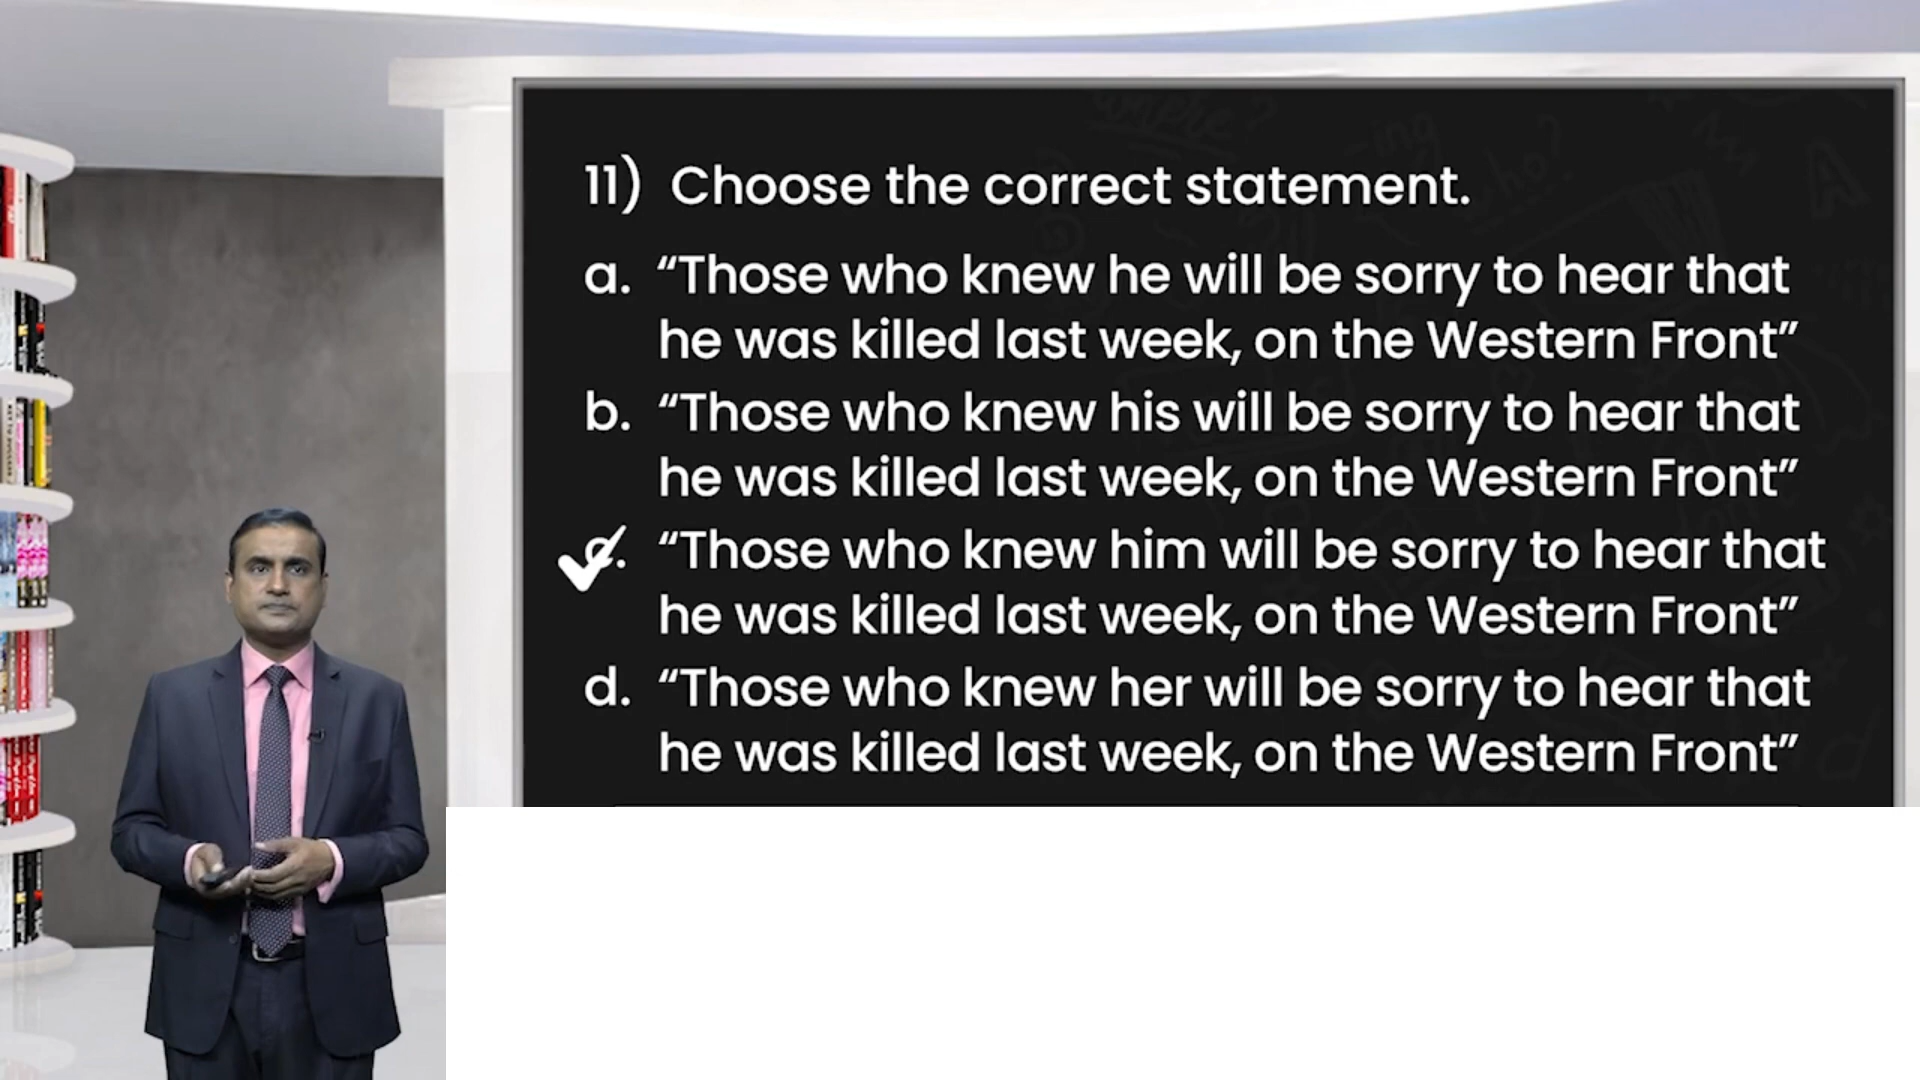 11) Choose the correct statement.
a. “Those who knew he will be sorry to hear that
he was killed last week, on the Western Front”
b. “Those who knew his will be sorry to hear that
he was killed last week, on the Western Front”
c. “Those who knew him will be sorry to hear that
he was killed last week, on the Western Front”
d. “Those who knew her will be sorry to hear that
he was killed last week, on the Western Front”